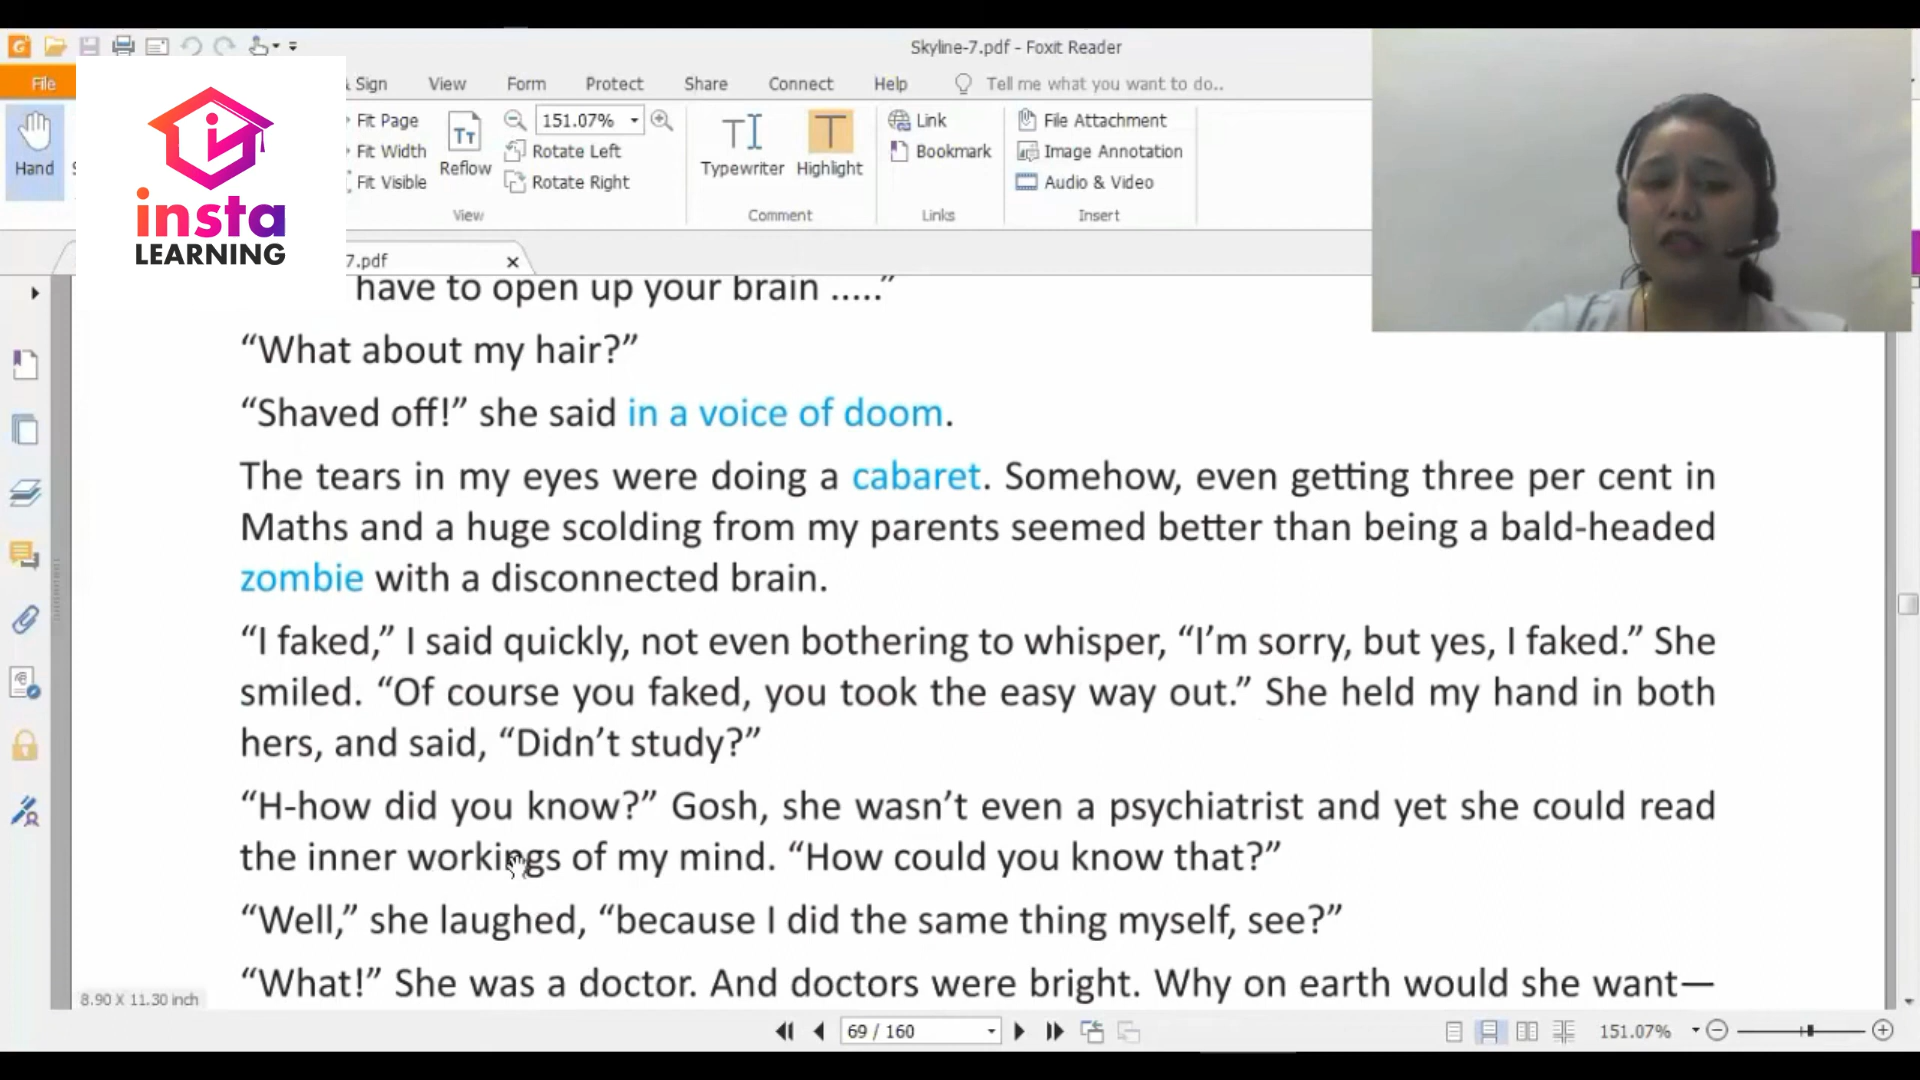 Skyline-7.pdf - Foxit Reader
File
Sign View Form Protect Share Connect Help Tell me what you want to do..
Hand
Fit Page
Fit Width
Fit Visible
Reflow
151.07%
Rotate Left
Rotate Right
View
Typewriter Highlight
Comment
Link
Bookmark
Links
File Attachment
Image Annotation
Audio & Video
Insert
insta
LEARNING
7.pdf
have to open up your brain .....”
“What about my hair?”
“Shaved off!” she said in a voice of doom.
The tears in my eyes were doing a cabaret. Somehow, even getting three per cent in
Maths and a huge scolding from my parents seemed better than being a bald-headed
zombie with a disconnected brain.
“I faked,” I said quickly, not even bothering to whisper, “I’m sorry, but yes, I faked.” She
smiled. “Of course you faked, you took the easy way out.” She held my hand in both
hers, and said, “Didn’t study?”
“H-how did you know?” Gosh, she wasn’t even a psychiatrist and yet she could read
the inner workings of my mind. “How could you know that?”
“Well,” she laughed, “because I did the same thing myself, see?”
“What!” She was a doctor. And doctors were bright. Why on earth would she want—
8.90 X 11.30 inch
69 / 160
151.07%